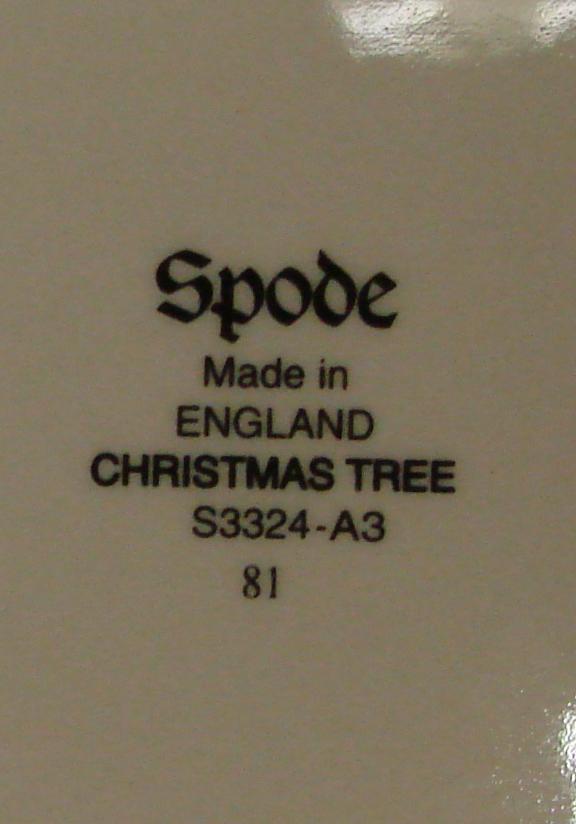 Spode
Made in
ENGLAND
CHRISTMAS TREE
S3324-A3
81